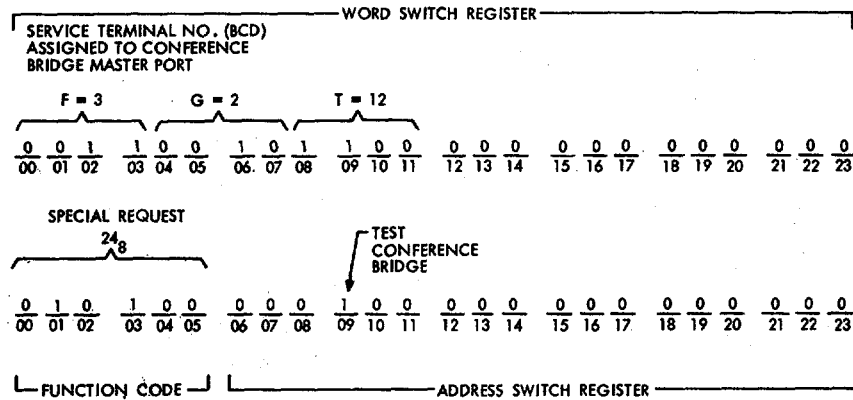 WORD SWITCH REGISTER
SERVICE TERMINAL NO. (BCD)
ASSIGNED TO CONFERENCE
BRIDGE MASTER PORT
F = 3 G = 2 T = 12
0 0 1 1 0 0 1 0 1 1 0 0 0 0 0 0 0 0 0 0 0 0 0 0
00 01 02 03 04 05 06. 07 08 09 10 11 12 13 14 15 16 17 18 19 20 21 22 23
SPECIAL REQUEST
24₈
TEST
CONFERENCE
BRIDGE
0 1 0 1 0 0 0 0 0 1 0 0 0 0 0 0 0 0 0 0 0 0 0 0
00 01 02 03 04 05 06 07 08 09 10 11 12 13 14 15 16 17 18 19 20 21 22 23
FUNCTION CODE ADDRESS SWITCH REGISTER